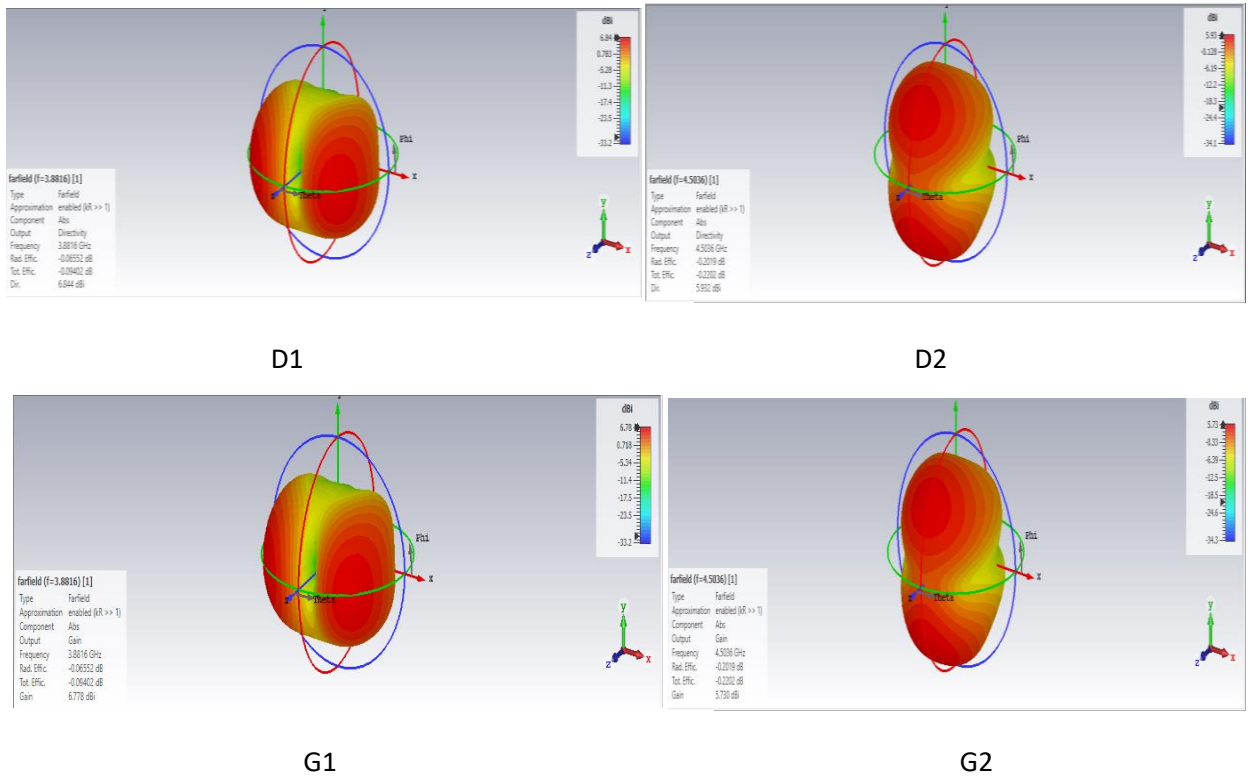 dBi
6.84
0.783
-5.28
-11.3
-17.4
-23.5
-33.2
Phi
x
z
Theta
farfield (f=3.8816) [1]
Type Farfield
Approximation enabled (kR >> 1)
Component Abs
Output Directivity
Frequency 3.8816 GHz
Rad. Effic. -0.06552 dB
Tot. Effic. -0.09402 dB
Dir. 6.844 dBi
y
z
x
dBi
5.93
-0.128
-6.19
-12.2
-18.3
-24.4
-34.1
Phi
x
Theta
farfield (f=4.5036) [1]
Type Farfield
Approximation enabled (kR >> 1)
Component Abs
Output Directivity
Frequency 4.5036 GHz
Rad. Effic. -0.2019 dB
Tot. Effic. -0.2202 dB
Dir. 5.932 dBi
y
z
x
D1
D2
dBi
6.78
0.718
-5.34
-11.4
-17.5
-23.5
-33.2
Phi
x
z
Theta
farfield (f=3.8816) [1]
Type Farfield
Approximation enabled (kR >> 1)
Component Abs
Output Gain
Frequency 3.8816 GHz
Rad. Effic. -0.06552 dB
Tot. Effic. -0.09402 dB
Gain 6.778 dBi
y
z
x
dBi
5.73
-0.33
-6.39
-12.5
-18.5
-24.6
-34.3
Phi
x
z
Theta
farfield (f=4.5036) [1]
Type Farfield
Approximation enabled (kR >> 1)
Component Abs
Output Gain
Frequency 4.5036 GHz
Rad. Effic. -0.2019 dB
Tot. Effic. -0.2202 dB
Gain 5.730 dBi
y
z
x
G1
G2